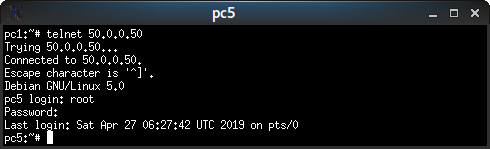 pc5
pc1:~# telnet 50.0.0.50
Trying 50.0.0.50...
Connected to 50.0.0.50.
Escape character is '^]'.
Debian GNU/Linux 5.0
pc5 login: root
Password:
Last login: Sat Apr 27 06:27:42 UTC 2019 on pts/0
pc5:~#